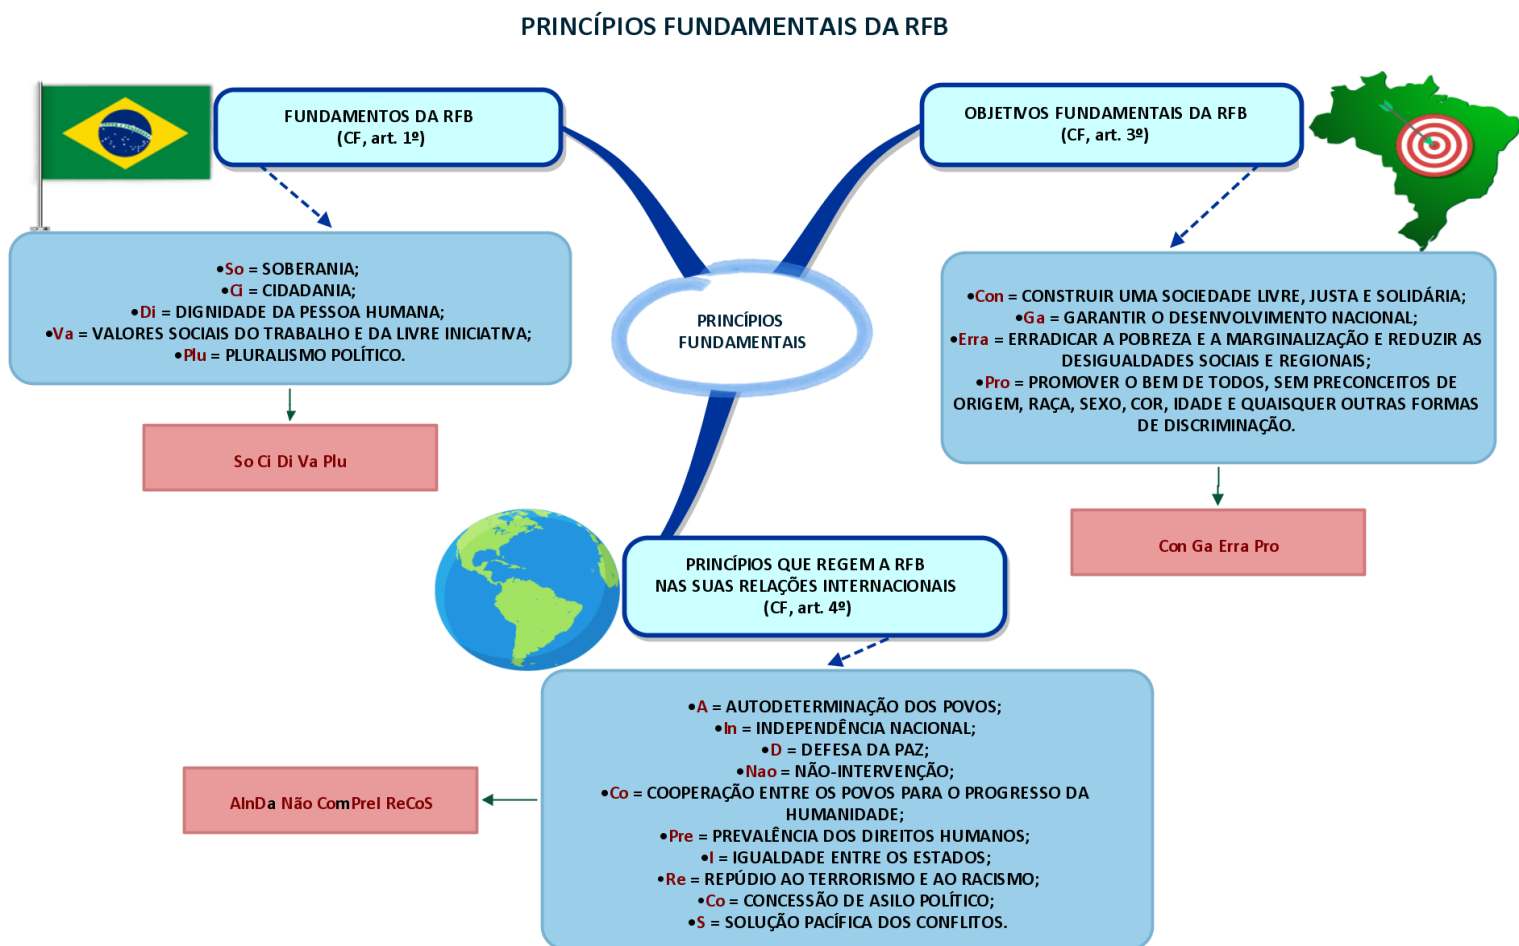 PRINCÍPIOS FUNDAMENTAIS DA RFB
FUNDAMENTOS DA RFB
(CF, art. 1º)
•So = SOBERANIA;
•Ci = CIDADANIA;
•Di = DIGNIDADE DA PESSOA HUMANA;
•Va = VALORES SOCIAIS DO TRABALHO E DA LIVRE INICIATIVA;
•Plu = PLURALISMO POLÍTICO.
So Ci Di Va Plu
OBJETIVOS FUNDAMENTAIS DA RFB
(CF, art. 3º)
•Con = CONSTRUIR UMA SOCIEDADE LIVRE, JUSTA E SOLIDÁRIA;
•Ga = GARANTIR O DESENVOLVIMENTO NACIONAL;
•Erra = ERRADICAR A POBREZA E A MARGINALIZAÇÃO E REDUZIR AS
DESIGUALDADES SOCIAIS E REGIONAIS;
•Pro = PROMOVER O BEM DE TODOS, SEM PRECONCEITOS DE
ORIGEM, RAÇA, SEXO, COR, IDADE E QUAISQUER OUTRAS FORMAS
DE DISCRIMINAÇÃO.
Con Ga Erra Pro
PRINCÍPIOS
FUNDAMENTAIS
PRINCÍPIOS QUE REGEM A RFB
NAS SUAS RELAÇÕES INTERNACIONAIS
(CF, art. 4º)
•A = AUTODETERMINAÇÃO DOS POVOS;
•In = INDEPENDÊNCIA NACIONAL;
•D = DEFESA DA PAZ;
•Nao = NÃO-INTERVENÇÃO;
•Co = COOPERAÇÃO ENTRE OS POVOS PARA O PROGRESSO DA
HUMANIDADE;
•Pre = PREVALÊNCIA DOS DIREITOS HUMANOS;
•I = IGUALDADE ENTRE OS ESTADOS;
•Re = REPÚDIO AO TERRORISMO E AO RACISMO;
•Co = CONCESSÃO DE ASILO POLÍTICO;
•S = SOLUÇÃO PACÍFICA DOS CONFLITOS.
AInDa Não ComPreI ReCoS